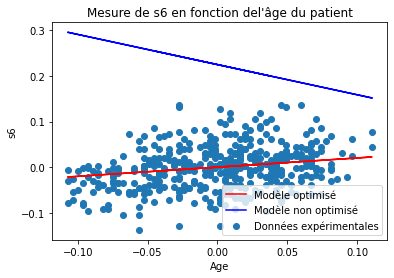 Mesure de s6 en fonction del'âge du patient
0.3
0.2
0.1
0.0
−0.1
s6
−0.10
−0.05
0.00
0.05
0.10
Age
Modèle optimisé
Modèle non optimisé
Données expérimentales